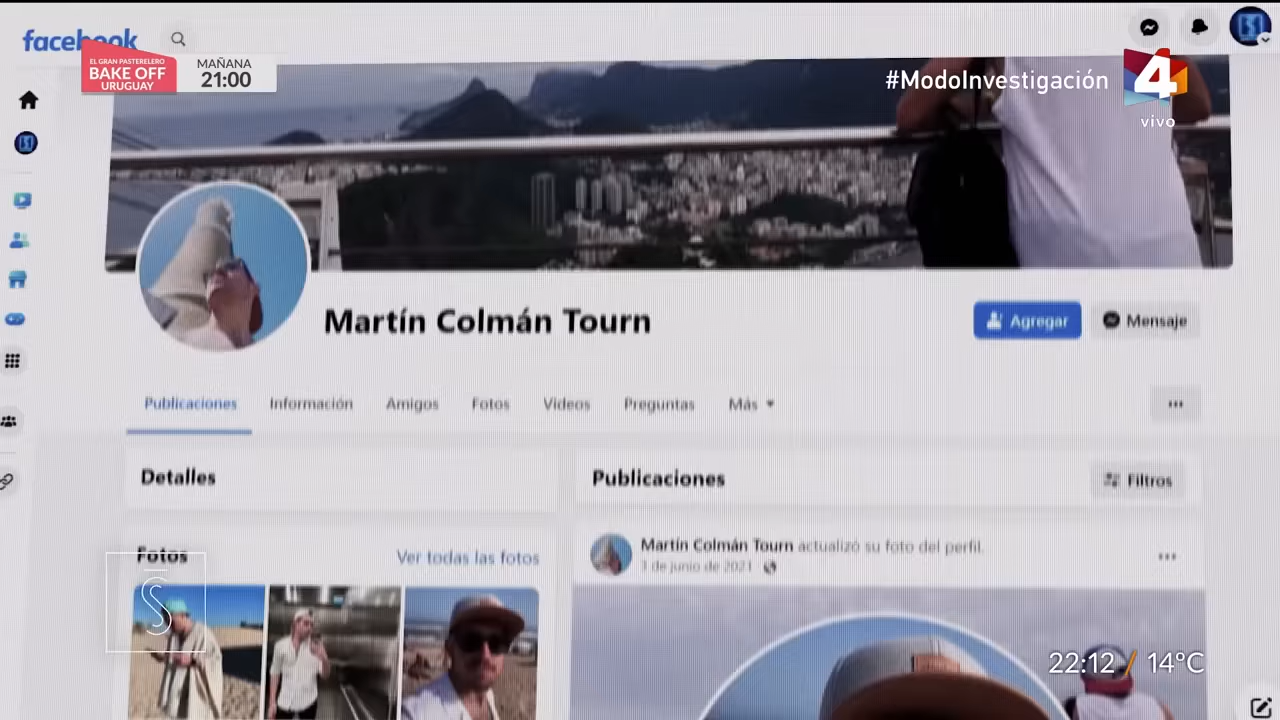 facebook
EL GRAN PASTERELERO
BAKE OFF
URUGUAY
MAÑANA
21:00
#ModoInvestigación
4
vivo
Martín Colmán Tourn
Agregar
Mensaje
Publicaciones
Información
Amigos
Fotos
Videos
Preguntas
Más
Detalles
Publicaciones
Filtros
Fotos
Ver todas las fotos
Martín Colmán Tourn actualizó su foto del perfil.
1 de junio de 2021
S
22:12 / 14°C